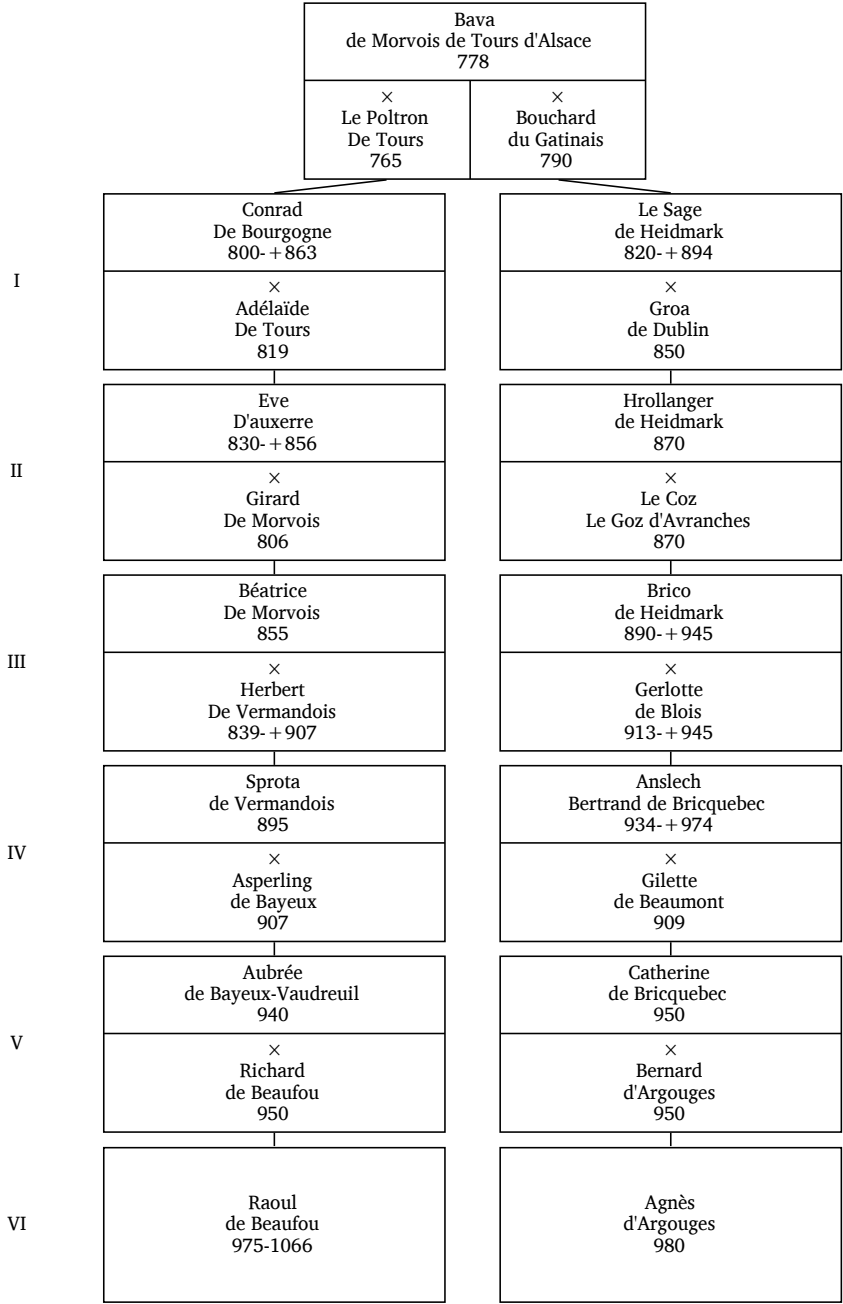 Bava
de Morvois de Tours d'Alsace
778
×
Le Poltron
De Tours
765
×
Bouchard
du Gatinais
790
I
Conrad
De Bourgogne
800-+863
×
Adélaïde
De Tours
819
Le Sage
de Heidmark
820-+894
×
Groa
de Dublin
850
II
Eve
D'auxerre
830-+856
×
Girard
De Morvois
806
Hrollanger
de Heidmark
870
×
Le Coz
Le Goz d'Avranches
870
III
Béatrice
De Morvois
855
×
Herbert
De Vermandois
839-+907
Brico
de Heidmark
890-+945
×
Gerlotte
de Blois
913-+945
IV
Sprota
de Vermandois
895
×
Asperling
de Bayeux
907
Anslech
Bertrand de Bricquebec
934-+974
×
Gilette
de Beaumont
909
V
Aubrée
de Bayeux-Vaudreuil
940
×
Richard
de Beaufou
950
Catherine
de Bricquebec
950
×
Bernard
d'Argouges
950
VI
Raoul
de Beaufou
975-1066
Agnès
d'Argouges
980